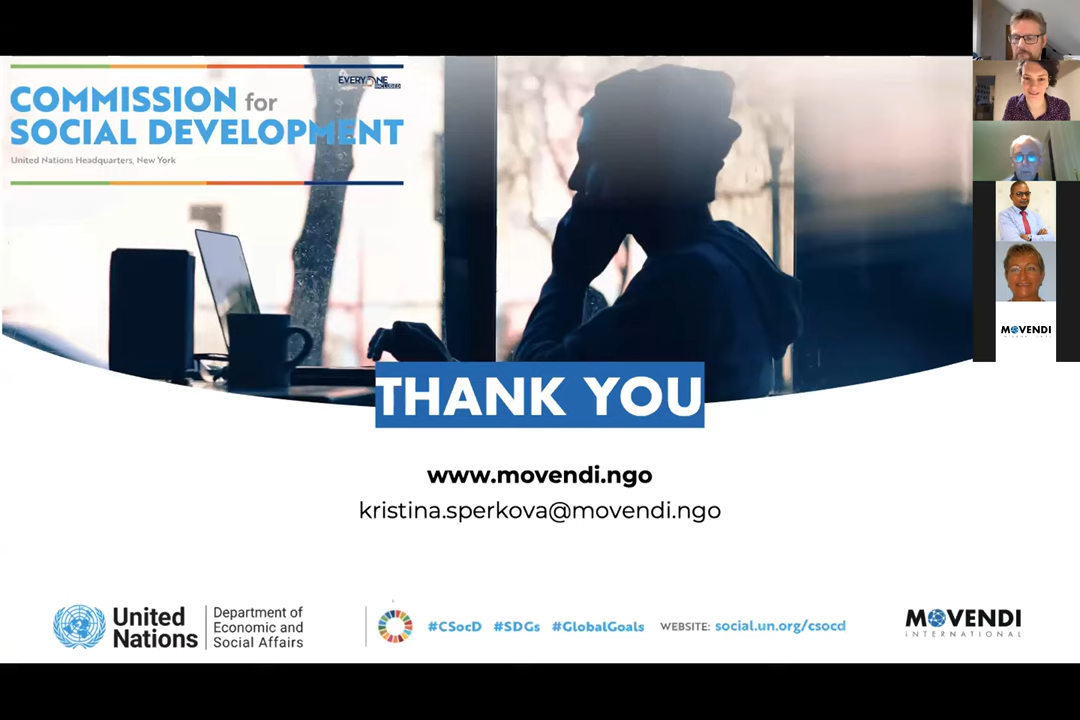 EVERYONE
INCLUDED
COMMISSION for
SOCIAL DEVELOPMENT
United Nations Headquarters, New York
MOVENDI
THANK YOU
www.movendi.ngo
kristina.sperkova@movendi.ngo
United
Nations
Department of
Economic and
Social Affairs
#CSocD #SDGs #GlobalGoals WEBSITE: social.un.org/csocd
MOVENDI
INTERNATIONAL